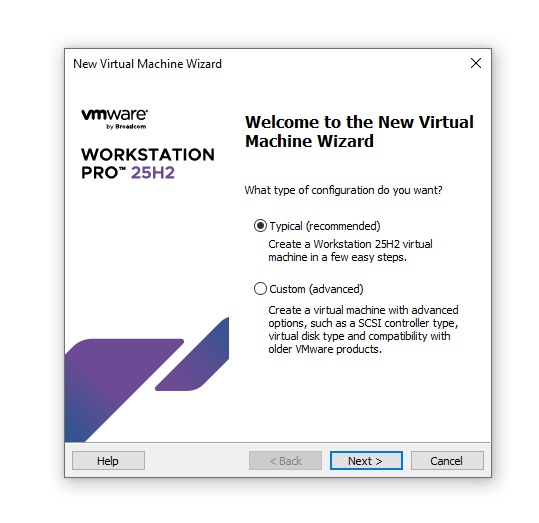 New Virtual Machine Wizard
vmware®
by Broadcom
WORKSTATION
PRO™ 25H2
Welcome to the New Virtual
Machine Wizard
What type of configuration do you want?
Typical (recommended)
Create a Workstation 25H2 virtual
machine in a few easy steps.
Custom (advanced)
Create a virtual machine with advanced
options, such as a SCSI controller type,
virtual disk type and compatibility with
older VMware products.
Help
< Back
Next >
Cancel